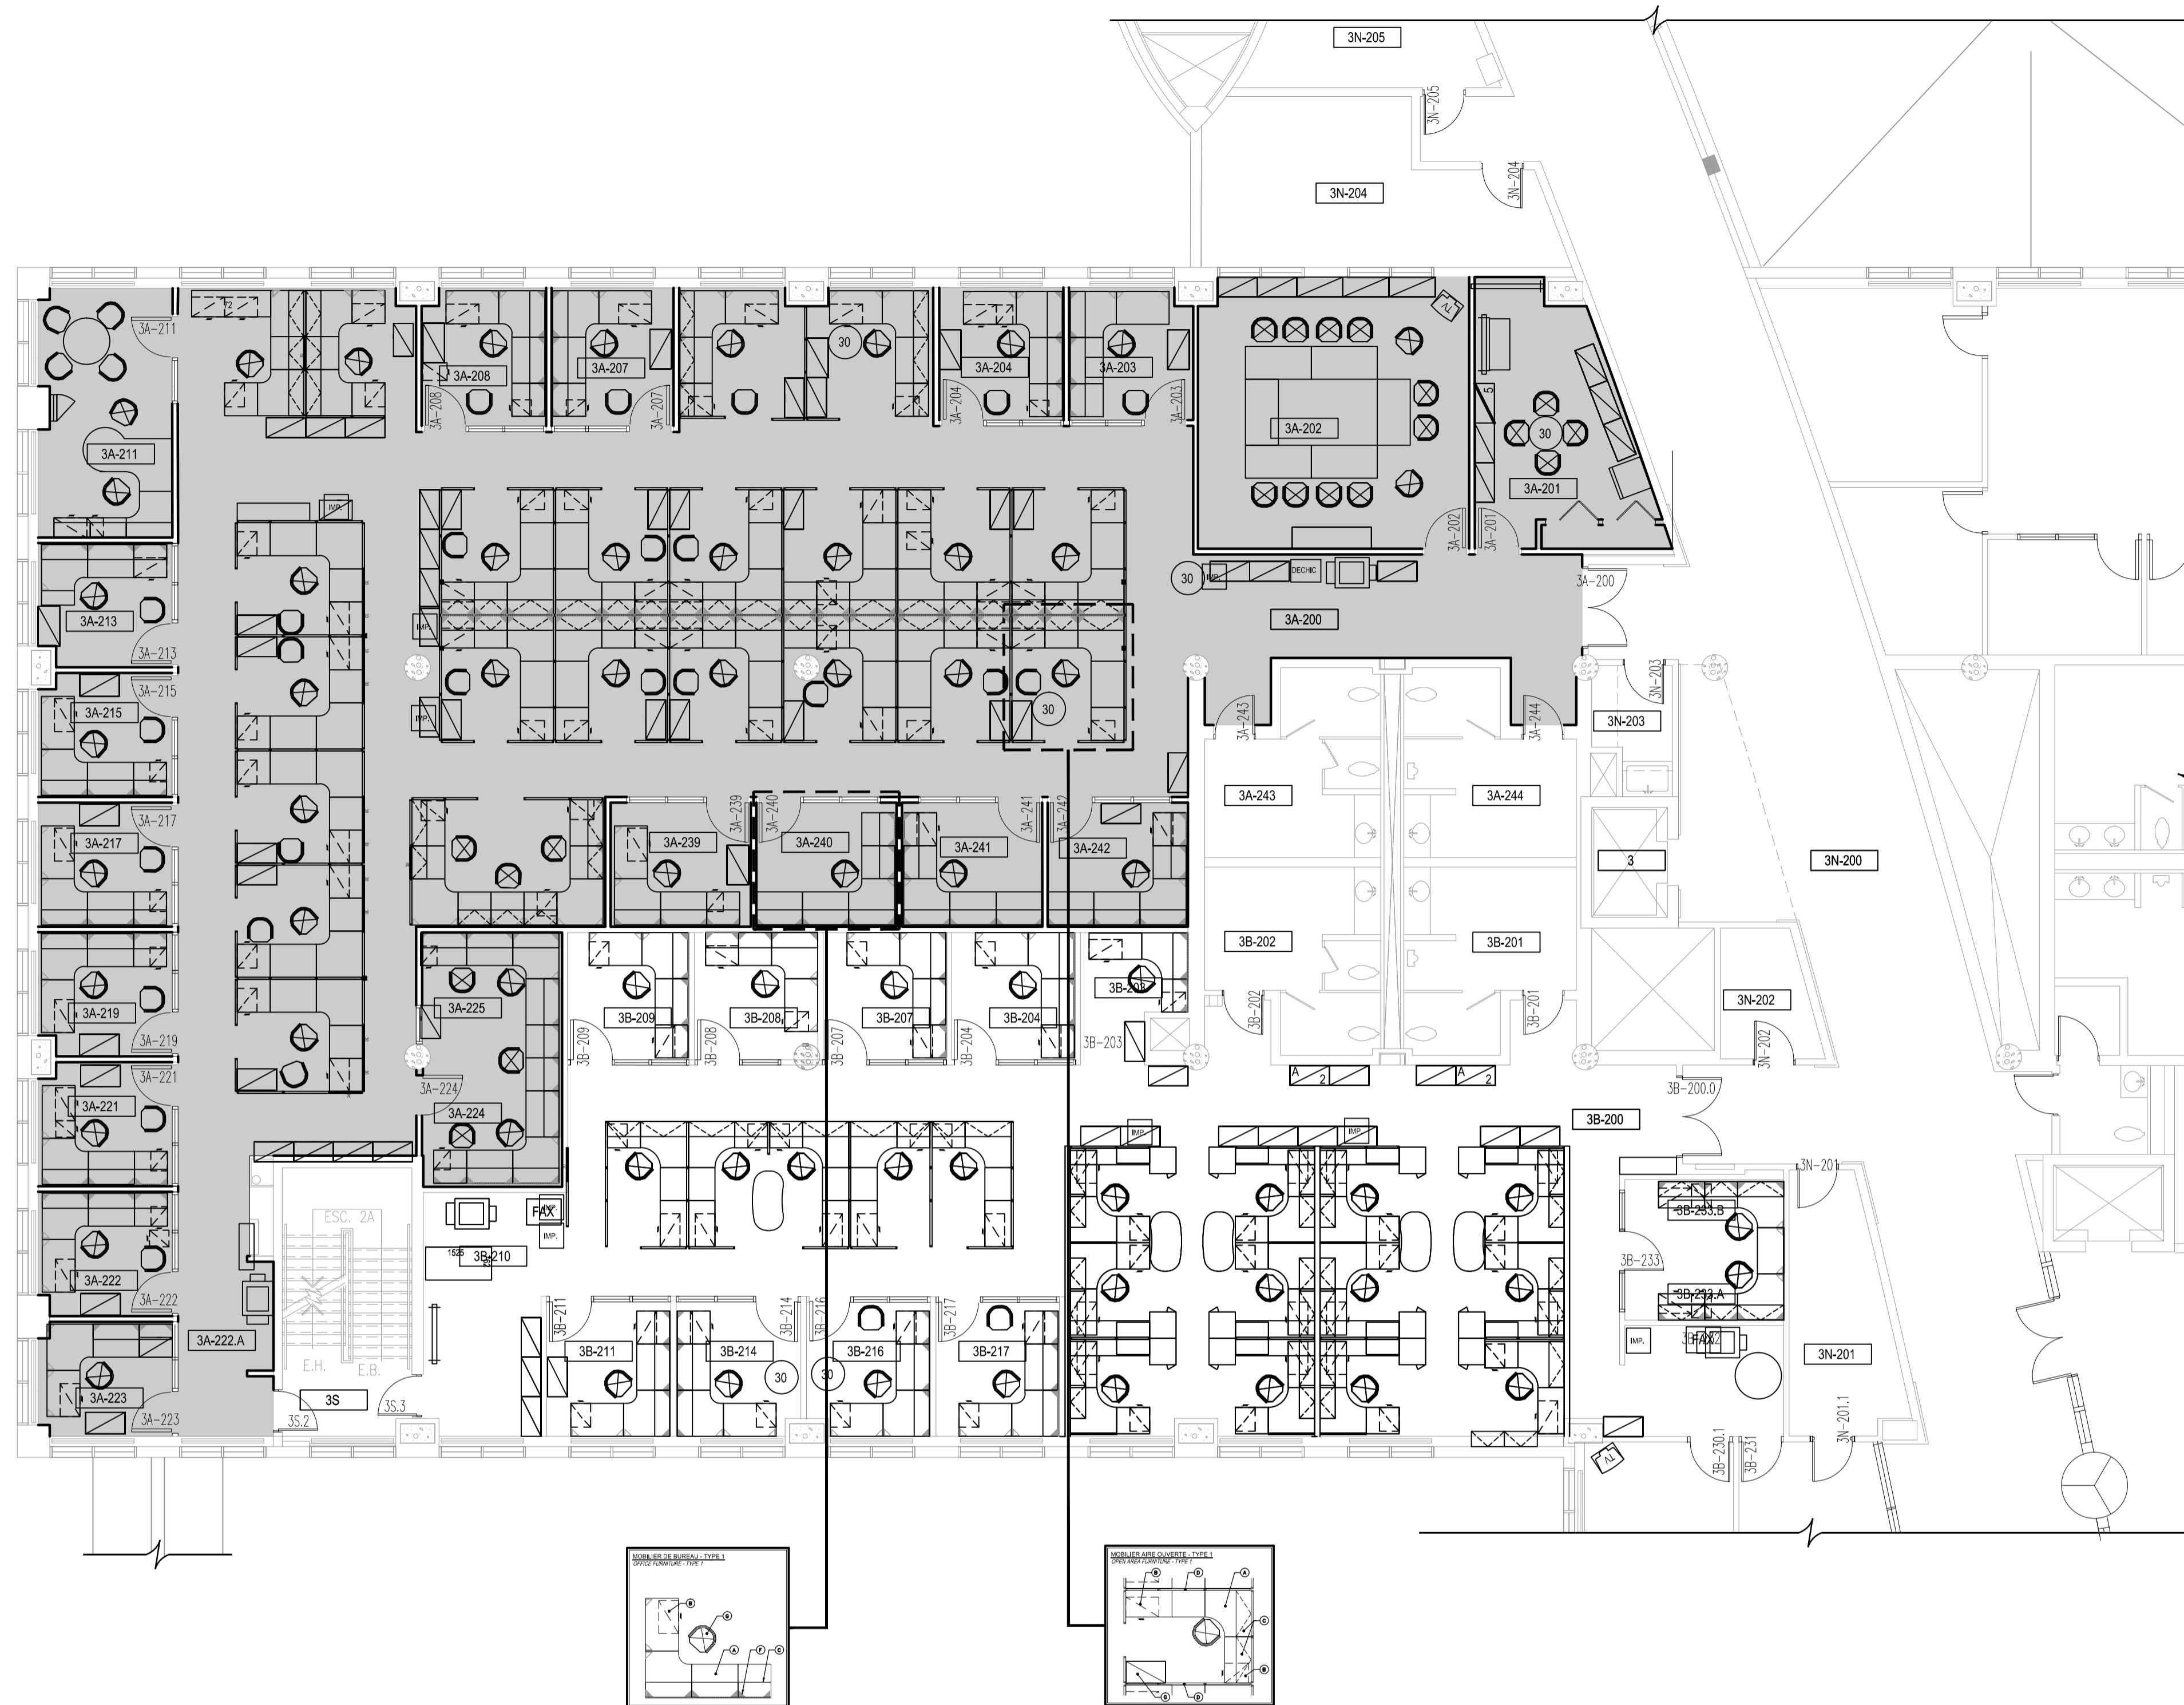 3N-205
3N-205
3N-204
3N-204
72
3A-211
3A-208
3A-208
3A-207
3A-207
30
3A-204
3A-204
3A-203
3A-203
TV
3A-202
5
30
3A-201
3A-211
IMP.
3A-202
3A-201
3A-213
3A-213
IMP.
30
IMP.
DECHIC
3A-200
3A-200
3A-215
3A-215
IMP.
30
3A-243
3A-244
3N-203
3N-203
3A-217
3A-217
3A-239
3A-239
3A-240
3A-240
3A-241
3A-241
3A-242
3A-242
3A-243
3A-244
3
3N-200
3B-202
3B-201
3A-219
3A-219
3A-225
3B-209
3B-208
3B-207
3B-204
3B-203
3N-202
3B-209
3B-208
3B-207
3B-204
3B-203
3B-202
3B-201
3N-202
3A-221
3A-221
3A-224
3A-224
A
2
A
2
3B-200.0
3B-200
IMP.
IMP.
3N-201
ESC. 2A
FAX
IMP.
IMP.
3B-233.B
1525
3B-210
3A-222
3A-222
3B-233
3B-233.A
3A-222.A
E.H.
E.B.
3B-211
3B-214
3B-216
3B-217
3B-211
3B-214
30
30
3B-216
3B-217
IMP.
FAX
3N-201
3A-223
3A-223
3S
3S.2
3S.3
TV
3B-230.1
3B-231
3N-201.1
MOBILIER DE BUREAU - TYPE 1
OFFICE FURNITURE - TYPE 1
B
G
A
F
C
MOBILIER AIRE OUVERTE - TYPE 1
OPEN AREA FURNITURE - TYPE 1
B
D
A
C
B
G
D